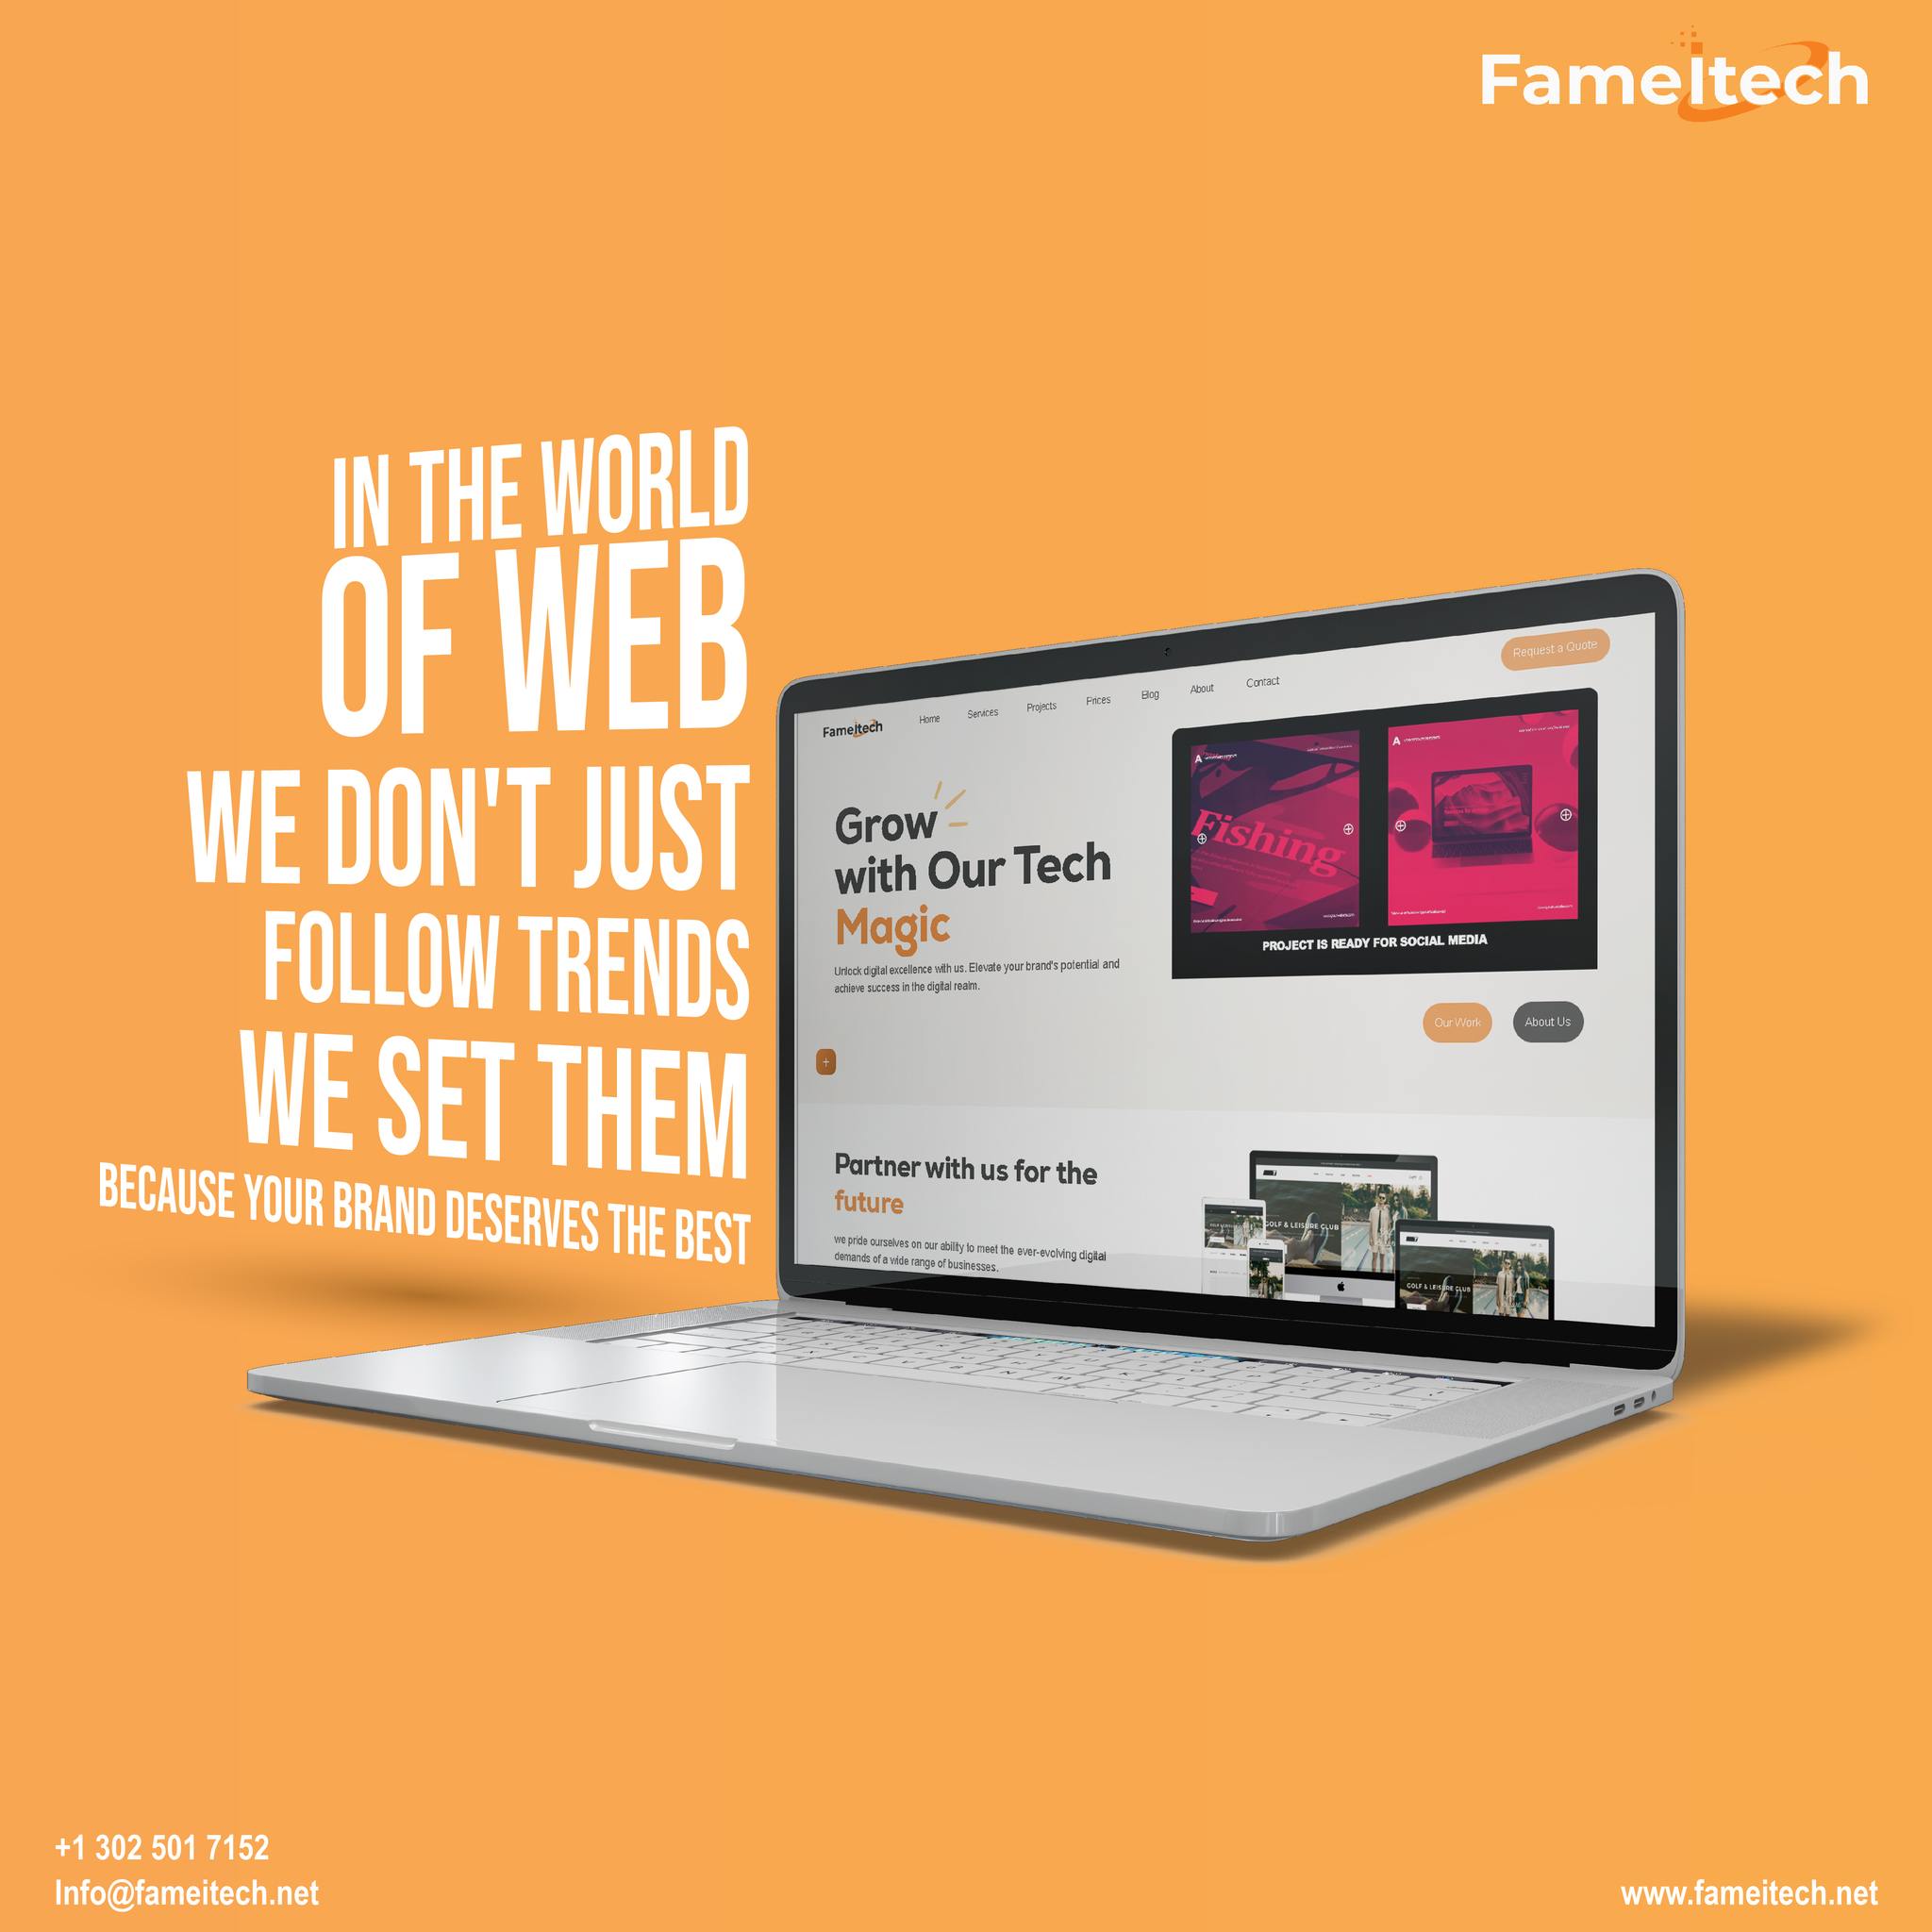 FameItech
IN THE WORLD
OF WEB
WE DON'T JUST
FOLLOW TRENDS
WE SET THEM
BECAUSE YOUR BRAND DESERVES THE BEST
Request a Quote
FameItech
Home
Services
Projects
Prices
Blog
About
Contact
Grow
with Our Tech
Magic
Unlock digital excellence with us. Elevate your brand's potential and
achieve success in the digital realm.
Fishing
PROJECT IS READY FOR SOCIAL MEDIA
Our Work
About Us
+
Partner with us for the
future
we pride ourselves on our ability to meet the ever-evolving digital
demands of a wide range of businesses.
GOLF & LEISURE CLUB
GOLF & LEISURE CLUB
+1 302 501 7152
Info@fameitech.net
www.fameitech.net